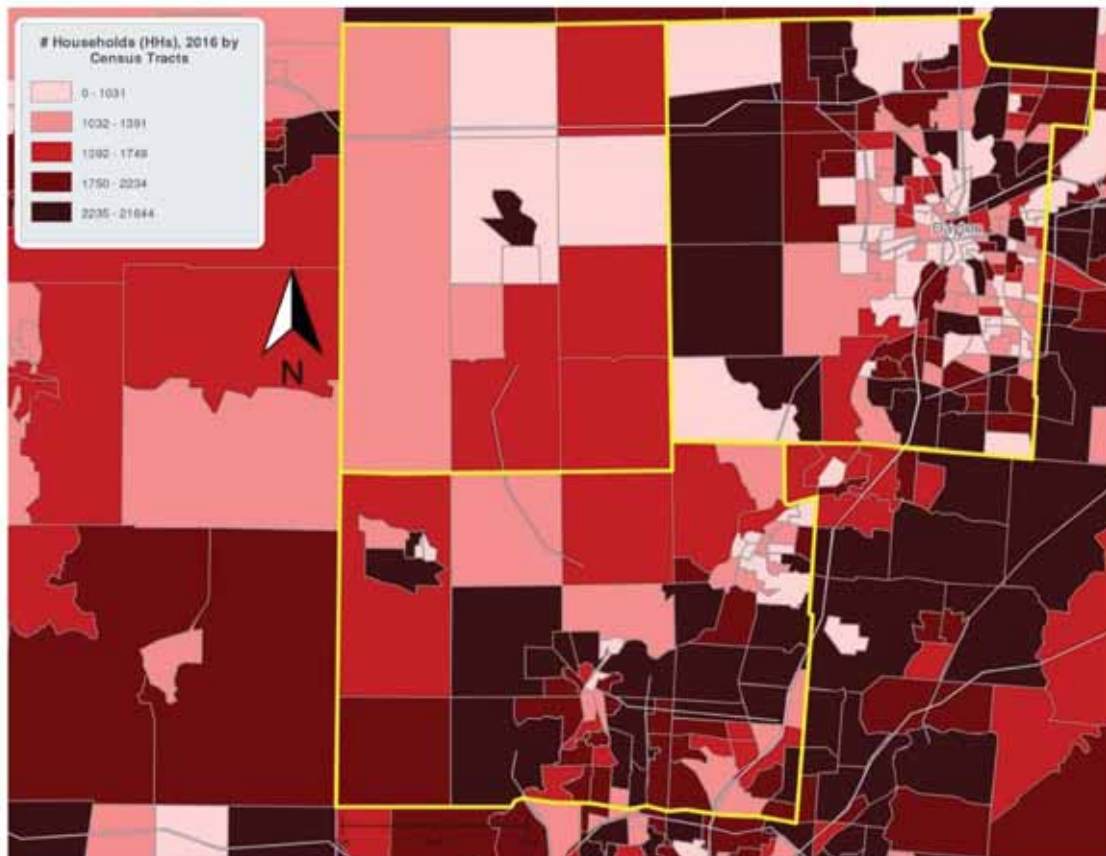 # Households (HHs), 2016 by
Census Tracts
0 - 1031
1032 - 1391
1392 - 1749
1750 - 2234
2235 - 21644
N